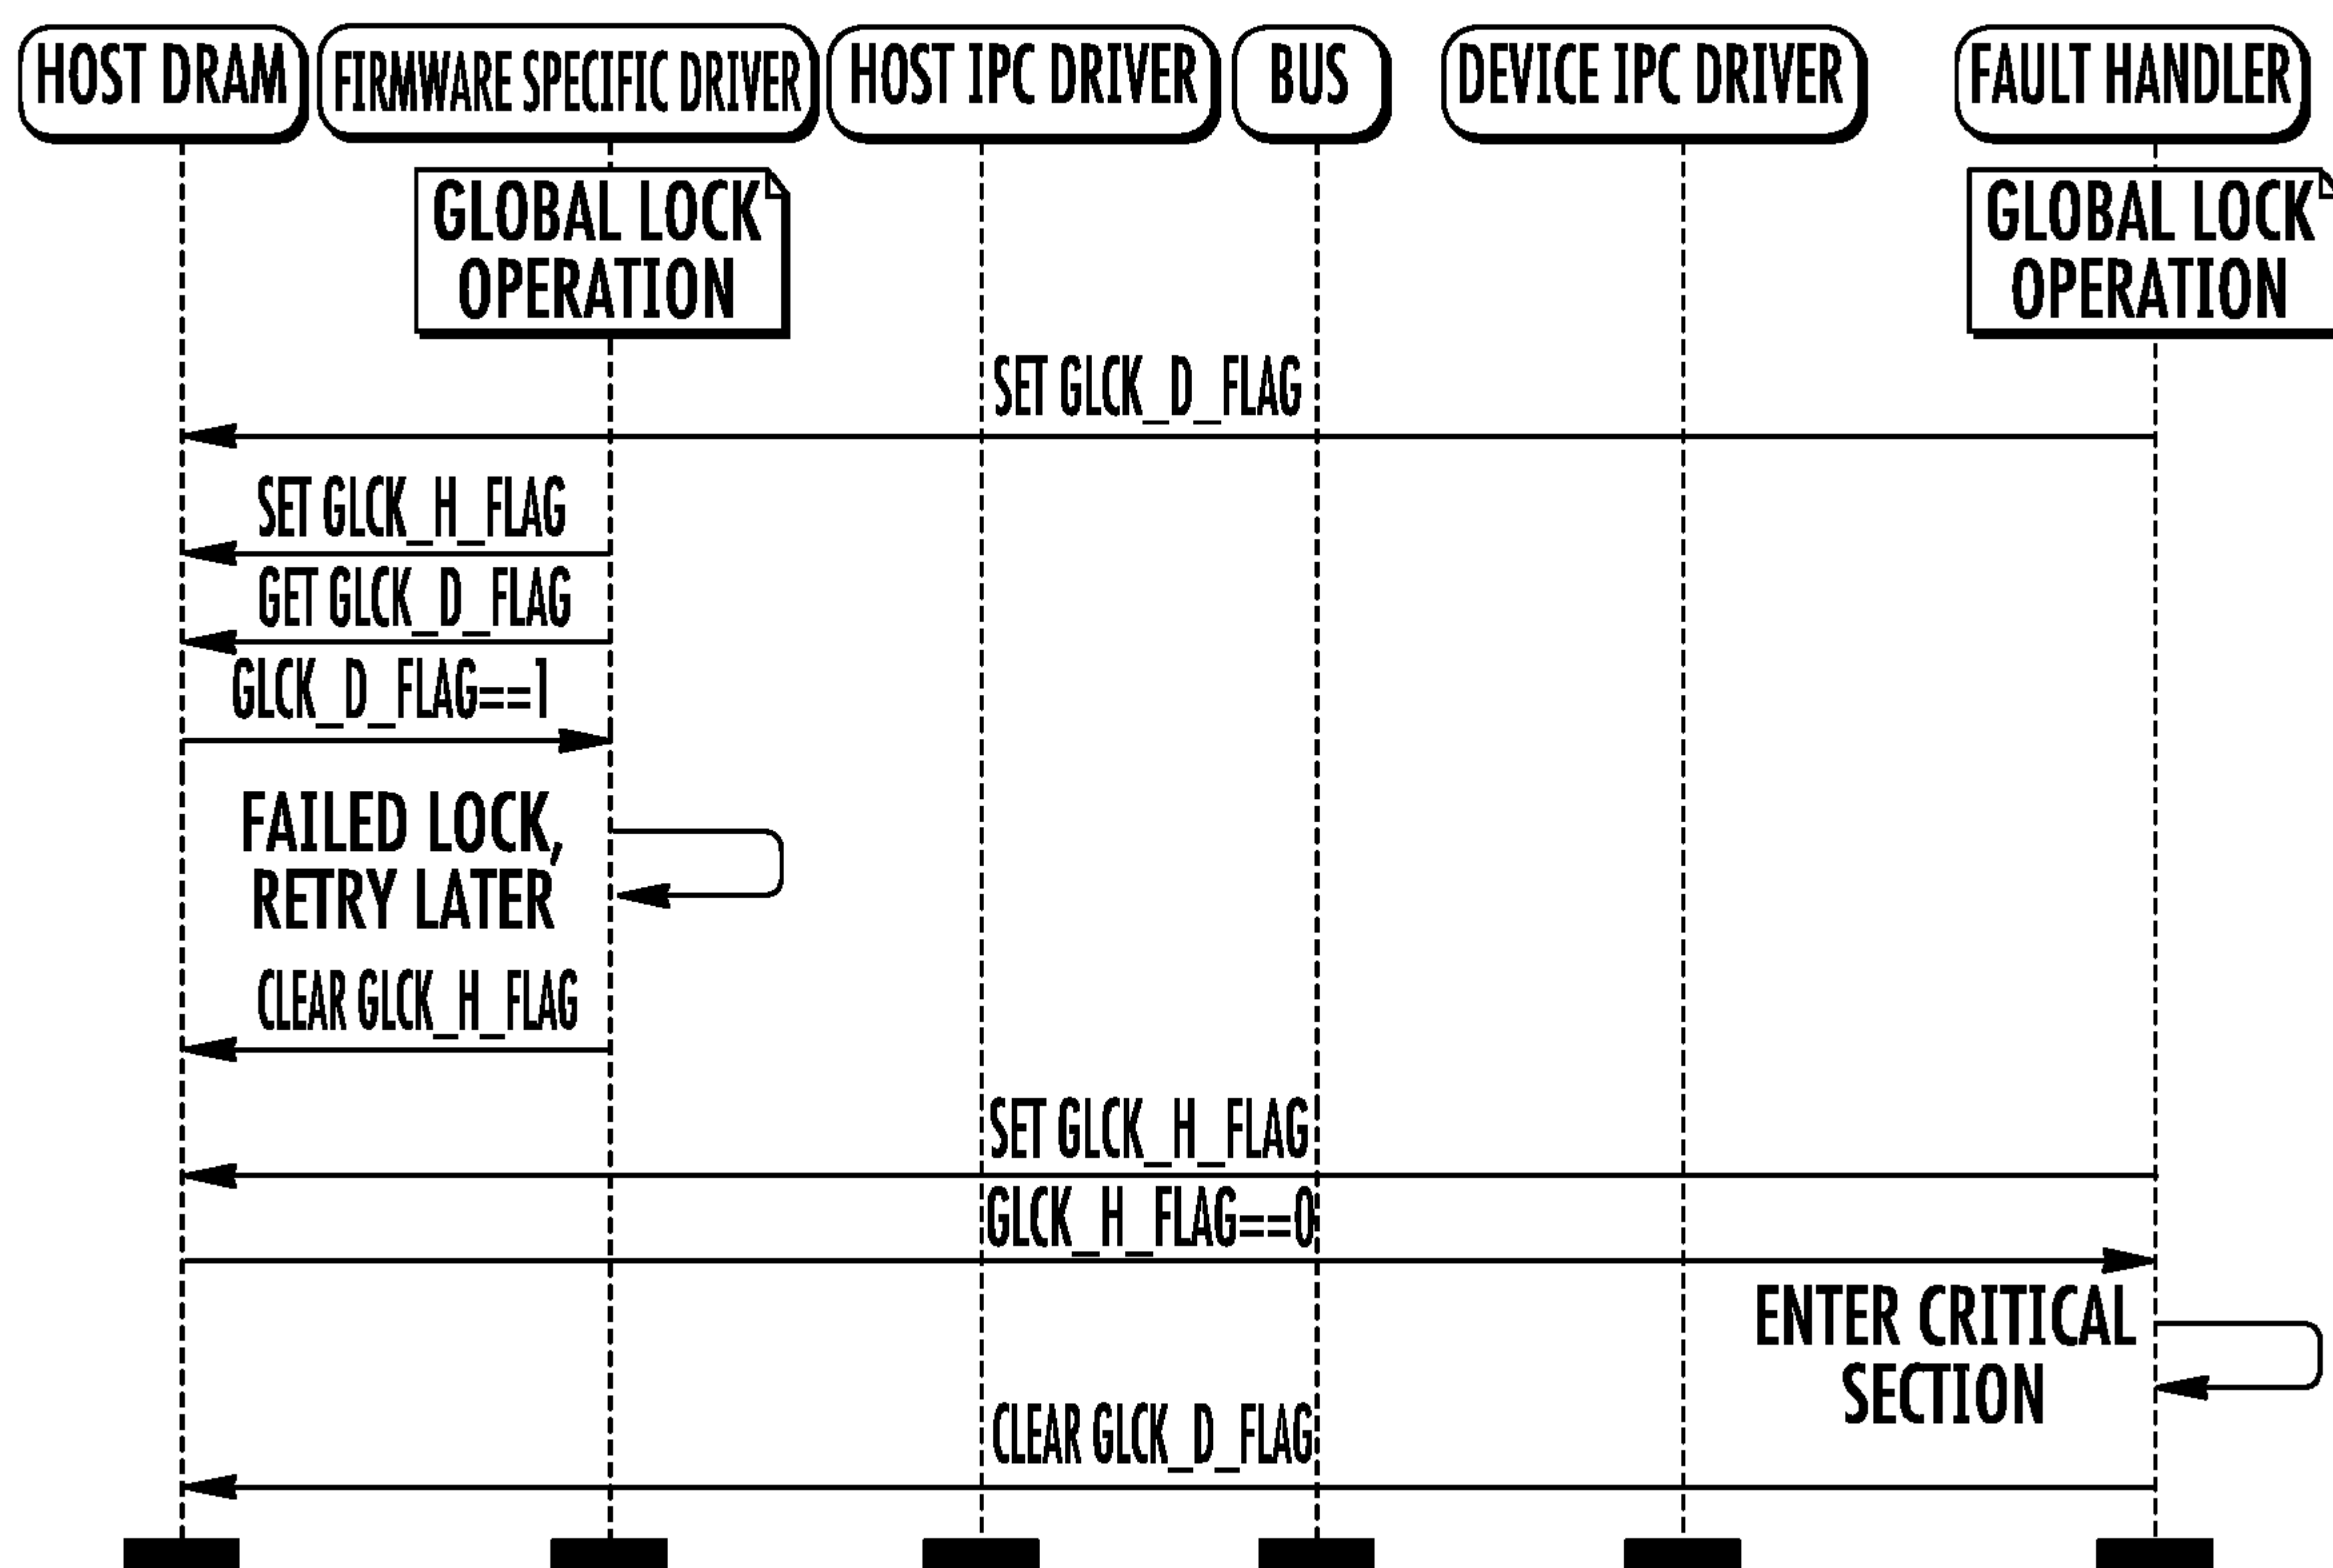 HOST DRAM
FIRMWARE SPECIFIC DRIVER
HOST IPC DRIVER
BUS
DEVICE IPC DRIVER
FAULT HANDLER
GLOBAL LOCK
OPERATION
GLOBAL LOCK
OPERATION
SET GLCK_D_FLAG
SET GLCK_H_FLAG
GET GLCK_D_FLAG
GLCK_D_FLAG==1
FAILED LOCK,
RETRY LATER
CLEAR GLCK_H_FLAG
SET GLCK_H_FLAG
GLCK_H_FLAG==0
ENTER CRITICAL
SECTION
CLEAR GLCK_D_FLAG